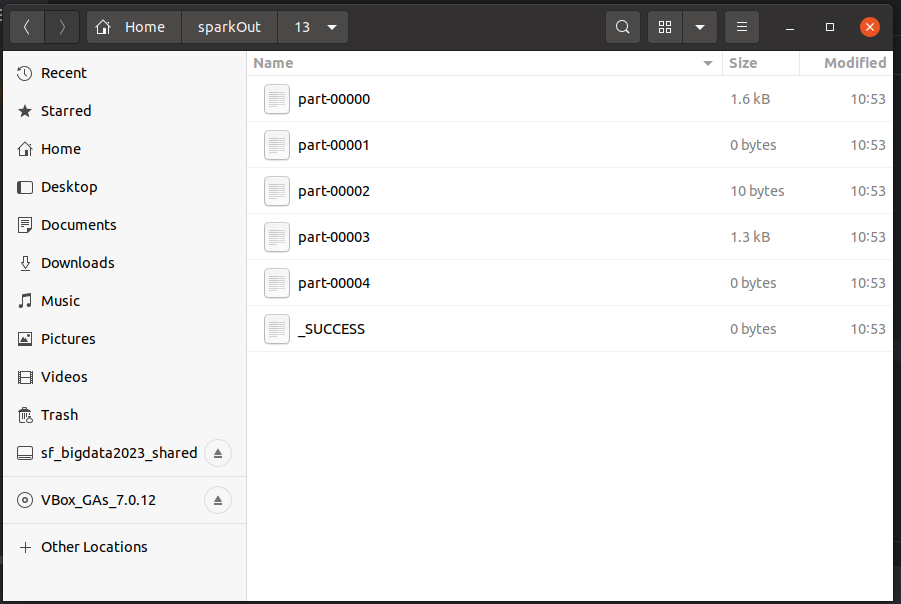 Home sparkOut 13
Recent
Starred
Home
Desktop
Documents
Downloads
Music
Pictures
Videos
Trash
sf_bigdata2023_shared
VBox_GAs_7.0.12
Other Locations
Name Size Modified
part-00000 1.6 kB 10:53
part-00001 0 bytes 10:53
part-00002 10 bytes 10:53
part-00003 1.3 kB 10:53
part-00004 0 bytes 10:53
_SUCCESS 0 bytes 10:53